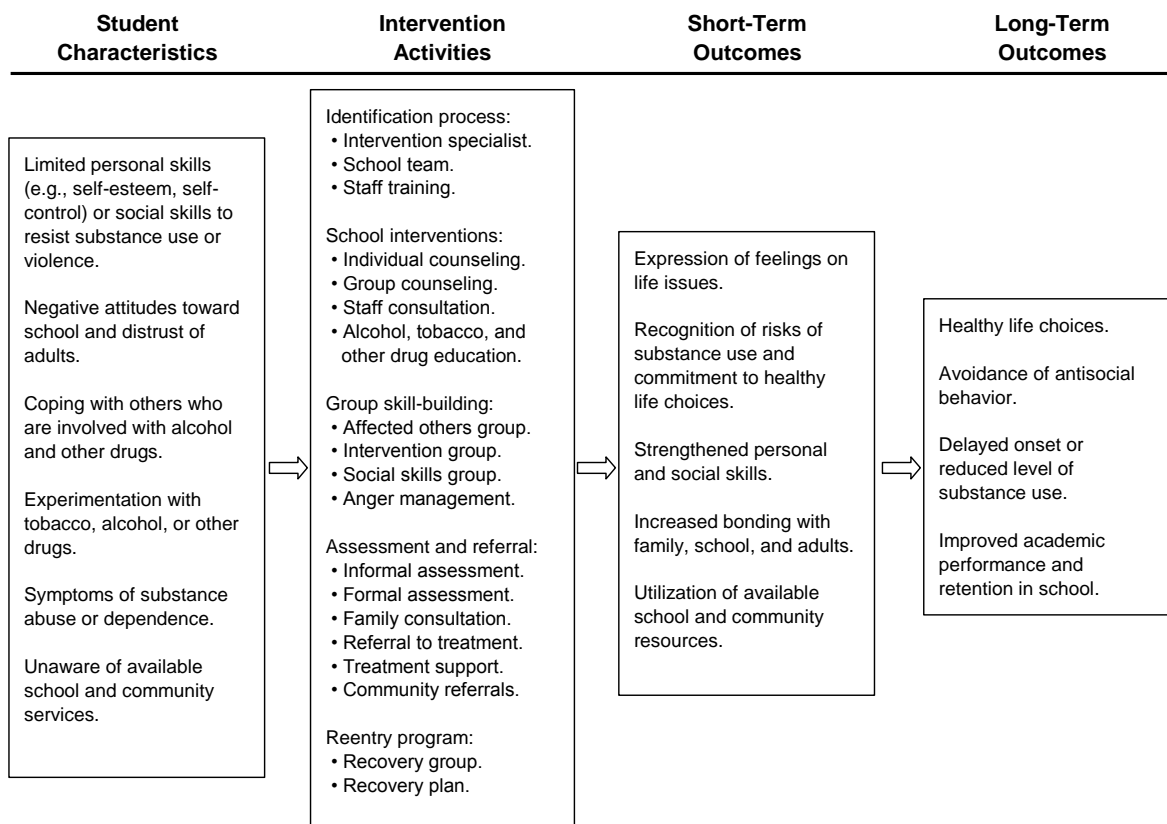 Student
Characteristics
Intervention
Activities
Short-Term
Outcomes
Long-Term
Outcomes
Limited personal skills
(e.g., self-esteem, self-
control) or social skills to
resist substance use or
violence.
Negative attitudes toward
school and distrust of
adults.
Coping with others who
are involved with alcohol
and other drugs.
Experimentation with
tobacco, alcohol, or other
drugs.
Symptoms of substance
abuse or dependence.
Unaware of available
school and community
services.
Identification process:
• Intervention specialist.
• School team.
• Staff training.
School interventions:
• Individual counseling.
• Group counseling.
• Staff consultation.
• Alcohol, tobacco, and
other drug education.
Group skill-building:
• Affected others group.
• Intervention group.
• Social skills group.
• Anger management.
Assessment and referral:
• Informal assessment.
• Formal assessment.
• Family consultation.
• Referral to treatment.
• Treatment support.
• Community referrals.
Reentry program:
• Recovery group.
• Recovery plan.
Expression of feelings on
life issues.
Recognition of risks of
substance use and
commitment to healthy
life choices.
Strengthened personal
and social skills.
Increased bonding with
family, school, and adults.
Utilization of available
school and community
resources.
Healthy life choices.
Avoidance of antisocial
behavior.
Delayed onset or
reduced level of
substance use.
Improved academic
performance and
retention in school.